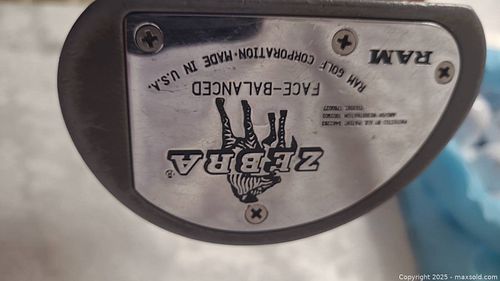 ZEBRA®
FACE-BALANCED
RAM GOLF CORPORATION • MADE IN U.S.A.
RAM
Copyright © 2025 - maxsold.com